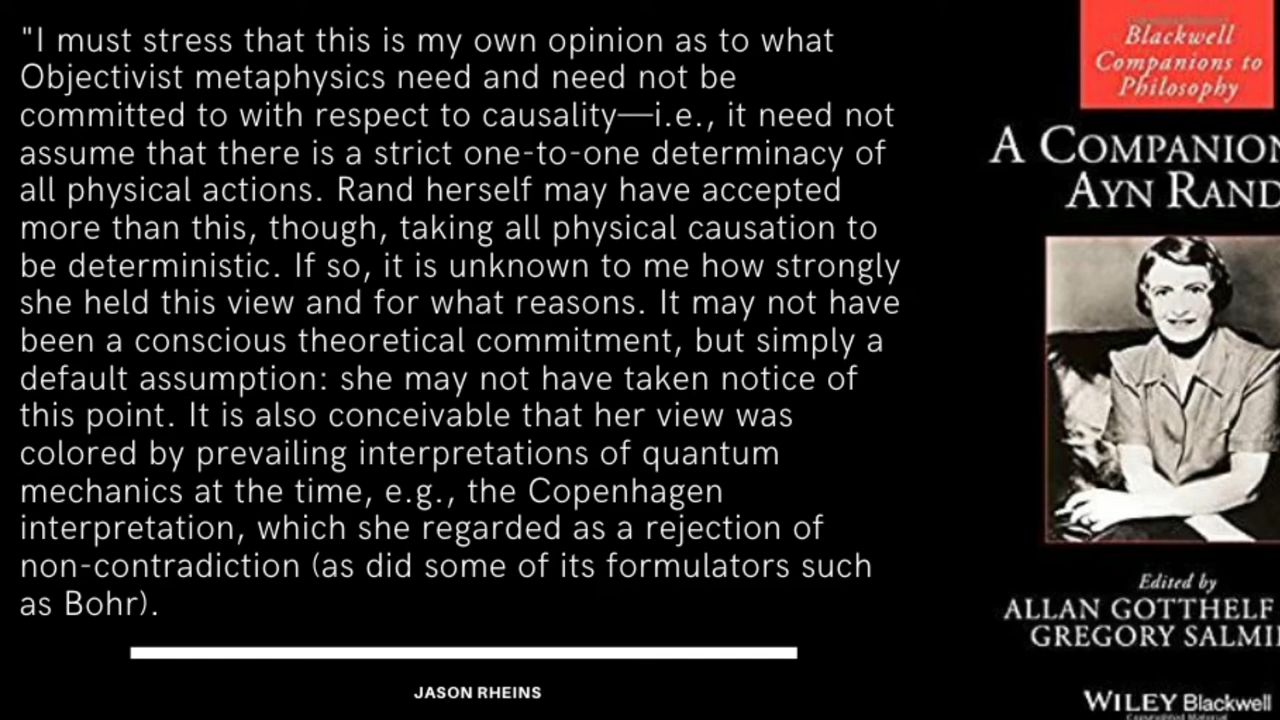 "I must stress that this is my own opinion as to what
Objectivist metaphysics need and need not be
committed to with respect to causality—i.e., it need not
assume that there is a strict one-to-one determinacy of
all physical actions. Rand herself may have accepted
more than this, though, taking all physical causation to
be deterministic. If so, it is unknown to me how strongly
she held this view and for what reasons. It may not have
been a conscious theoretical commitment, but simply a
default assumption: she may not have taken notice of
this point. It is also conceivable that her view was
colored by prevailing interpretations of quantum
mechanics at the time, e.g., the Copenhagen
interpretation, which she regarded as a rejection of
non-contradiction (as did some of its formulators such
as Bohr).
JASON RHEINS
Blackwell
Companions to
Philosophy
A COMPANION
AYN RAND
Edited by
ALLAN GOTTHELF
GREGORY SALMI
WILEY Blackwell